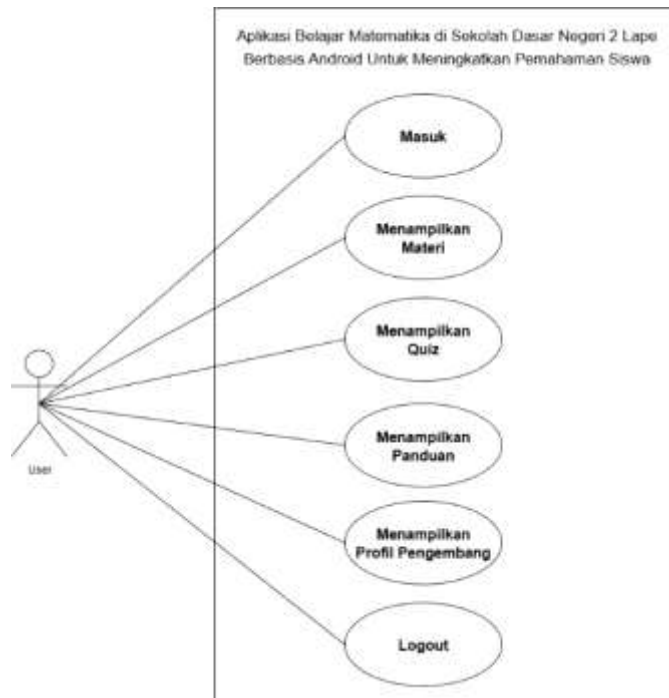 Aplikasi Belajar Matematika di Sekolah Dasar Negeri 2 Lape
Berbasis Android Untuk Meningkatkan Pemahaman Siswa
Masuk
Menampilkan
Materi
Menampilkan
Quiz
User
Menampilkan
Panduan
Menampilkan
Profil Pengembang
Logout